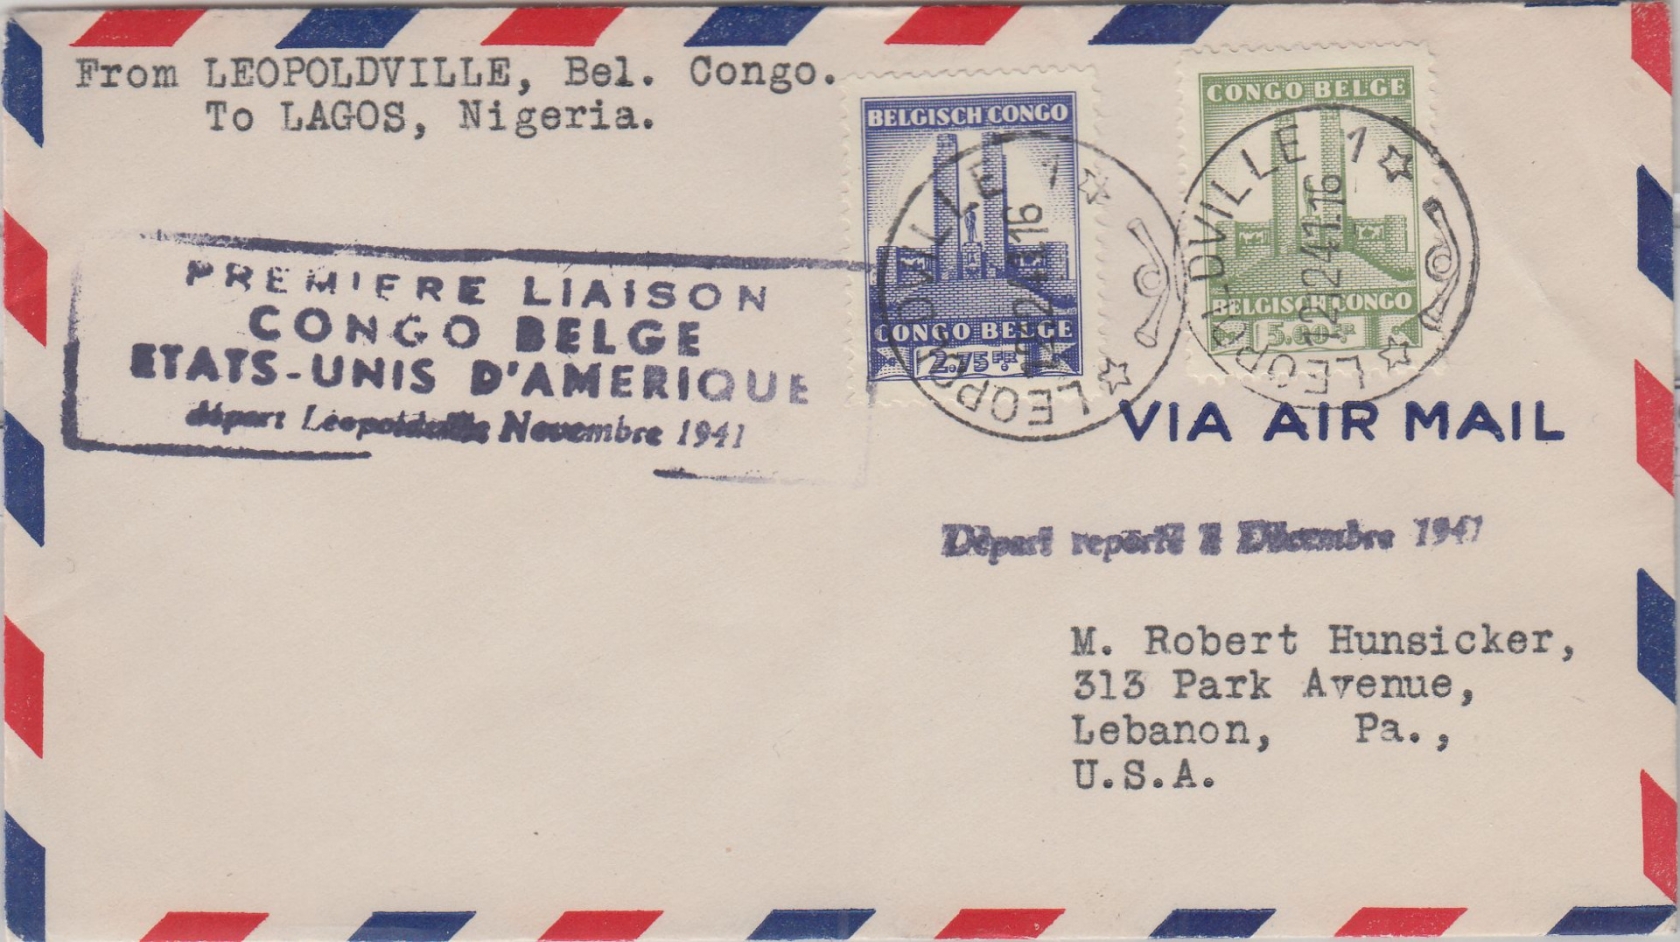 From LEOPOLDVILLE, Bel. Congo.
To LAGOS, Nigeria.
BELGISCH CONGO
CONGO BELGE
2.75 FR
CONGO BELGE
BELGISCH CONGO
5.00 FR
LEOPOLDVILLE 1
LEOPOLDVILLE 1
PREMIERE LIAISON
CONGO BELGE
ETATS-UNIS D'AMERIQUE
départ Léopoldville Novembre 1941
VIA AIR MAIL
Départ reporté Décembre 1941
M. Robert Hunsicker,
313 Park Avenue,
Lebanon, Pa.,
U.S.A.